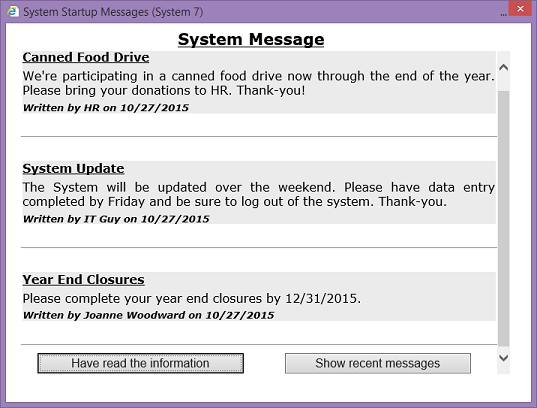 System Startup Messages (System 7)
System Message
Canned Food Drive
We're participating in a canned food drive now through the end of the year.
Please bring your donations to HR. Thank-you!
Written by HR on 10/27/2015
System Update
The System will be updated over the weekend. Please have data entry
completed by Friday and be sure to log out of the system. Thank-you.
Written by IT Guy on 10/27/2015
Year End Closures
Please complete your year end closures by 12/31/2015.
Written by Joanne Woodward on 10/27/2015
Have read the information
Show recent messages